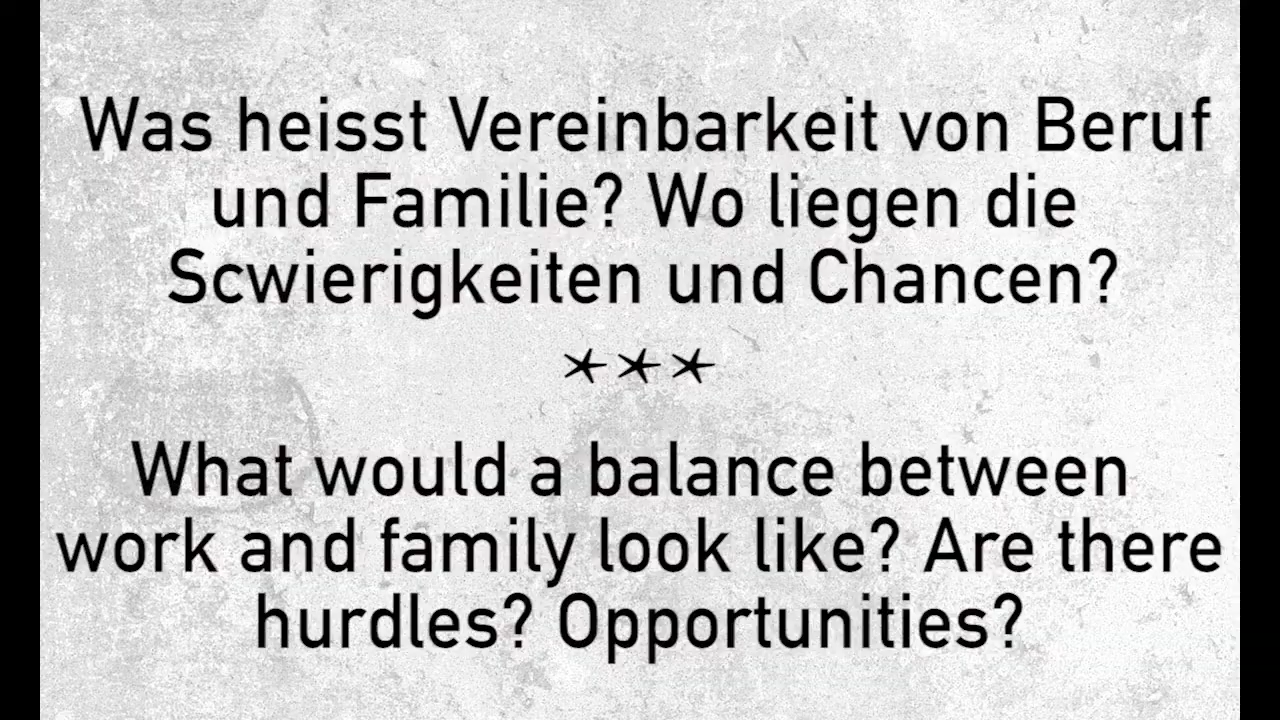 Was heisst Vereinbarkeit von Beruf
und Familie? Wo liegen die
Scwierigkeiten und Chancen?
***
What would a balance between
work and family look like? Are there
hurdles? Opportunities?